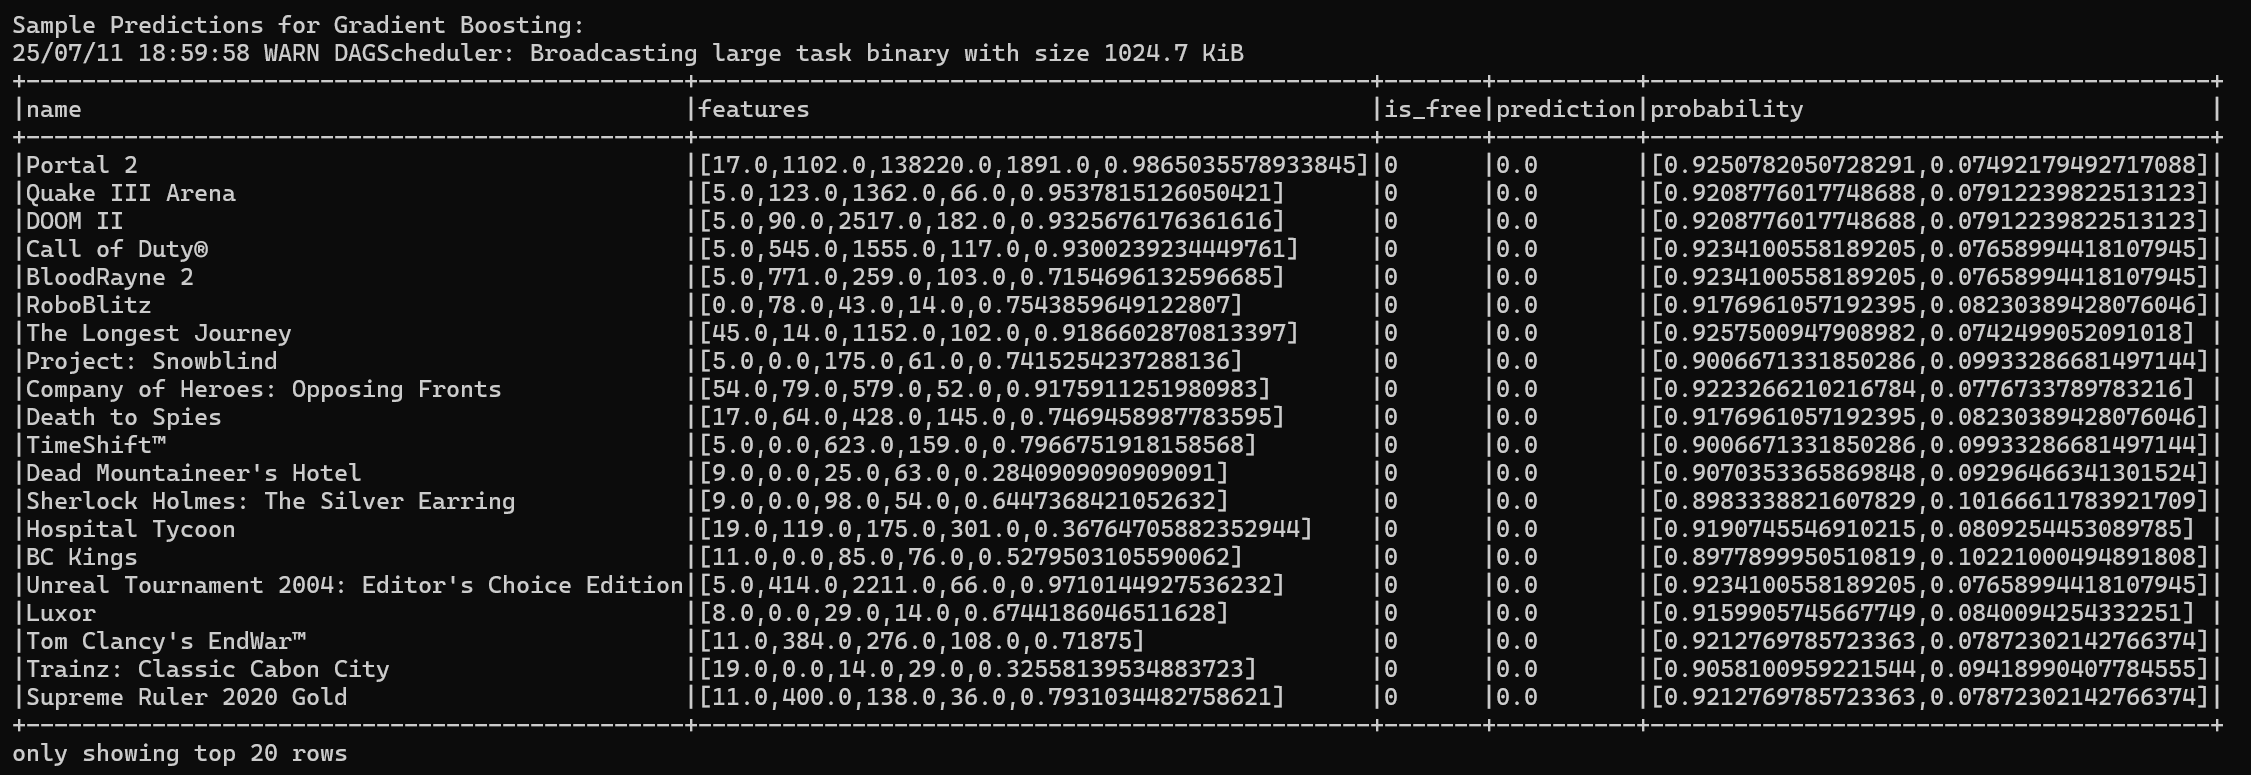 Sample Predictions for Gradient Boosting:
25/07/11 18:59:58 WARN DAGScheduler: Broadcasting large task binary with size 1024.7 KiB
+-----------------------------------------------+------------------------------------------------+-------+----------+----------------------------------------+
|name                                           |features                                        |is_free|prediction|probability                             |
+-----------------------------------------------+------------------------------------------------+-------+----------+----------------------------------------+
|Portal 2                                       |[17.0,1102.0,138220.0,1891.0,0.9865035578933845]|0      |0.0       |[0.9250782050728291,0.07492179492717088]|
|Quake III Arena                                |[5.0,123.0,1362.0,66.0,0.9537815126050421]      |0      |0.0       |[0.9208776017748688,0.07912239822513123]|
|DOOM II                                        |[5.0,90.0,2517.0,182.0,0.9325676176361616]      |0      |0.0       |[0.9208776017748688,0.07912239822513123]|
|Call of Duty®                                  |[5.0,545.0,1555.0,117.0,0.9300239234449761]     |0      |0.0       |[0.9234100558189205,0.07658994418107945]|
|BloodRayne 2                                   |[5.0,771.0,259.0,103.0,0.7154696132596685]      |0      |0.0       |[0.9234100558189205,0.07658994418107945]|
|RoboBlitz                                      |[0.0,78.0,43.0,14.0,0.7543859649122807]         |0      |0.0       |[0.9176961057192395,0.08230389428076046]|
|The Longest Journey                            |[45.0,14.0,1152.0,102.0,0.9186602870813397]     |0      |0.0       |[0.9257500947908982,0.0742499052091018] |
|Project: Snowblind                             |[5.0,0.0,175.0,61.0,0.7415254237288136]         |0      |0.0       |[0.9006671331850286,0.09933286681497144]|
|Company of Heroes: Opposing Fronts             |[54.0,79.0,579.0,52.0,0.9175911251980983]       |0      |0.0       |[0.9223266210216784,0.0776733789783216] |
|Death to Spies                                 |[17.0,64.0,428.0,145.0,0.7469458987783595]      |0      |0.0       |[0.9176961057192395,0.08230389428076046]|
|TimeShift™                                     |[5.0,0.0,623.0,159.0,0.7966751918158568]        |0      |0.0       |[0.9006671331850286,0.09933286681497144]|
|Dead Mountaineer's Hotel                       |[9.0,0.0,25.0,63.0,0.2840909090909091]          |0      |0.0       |[0.9070353365869848,0.09296466341301524]|
|Sherlock Holmes: The Silver Earring            |[9.0,0.0,98.0,54.0,0.6447368421052632]          |0      |0.0       |[0.8983338821607829,0.10166611783921709]|
|Hospital Tycoon                                |[19.0,119.0,175.0,301.0,0.367647058823529​44]    |0      |0.0       |[0.9190745546910215,0.0809254453089785] |
|BC Kings                                       |[11.0,0.0,85.0,76.0,0.5279503105590062]         |0      |0.0       |[0.8977899950510819,0.10221000494891808]|
|Unreal Tournament 2004: Editor's Choice Edition|[5.0,414.0,2211.0,66.0,0.9710144927536232]      |0      |0.0       |[0.9234100558189205,0.07658994418107945]|
|Luxor                                          |[8.0,0.0,29.0,14.0,0.6744186046511628]          |0      |0.0       |[0.9159905745667749,0.0840094254332251] |
|Tom Clancy's EndWar™                           |[11.0,384.0,276.0,108.0,0.71875]                |0      |0.0       |[0.9212769785723363,0.07872302142766374]|
|Trainz: Classic Cabon City                     |[19.0,0.0,14.0,29.0,0.32558139534883723]        |0      |0.0       |[0.9058100959221544,0.09418990407784555]|
|Supreme Ruler 2020 Gold                        |[11.0,400.0,138.0,36.0,0.7931034482758621]      |0      |0.0       |[0.9212769785723363,0.07872302142766374]|
+-----------------------------------------------+------------------------------------------------+-------+----------+----------------------------------------+
only showing top 20 rows